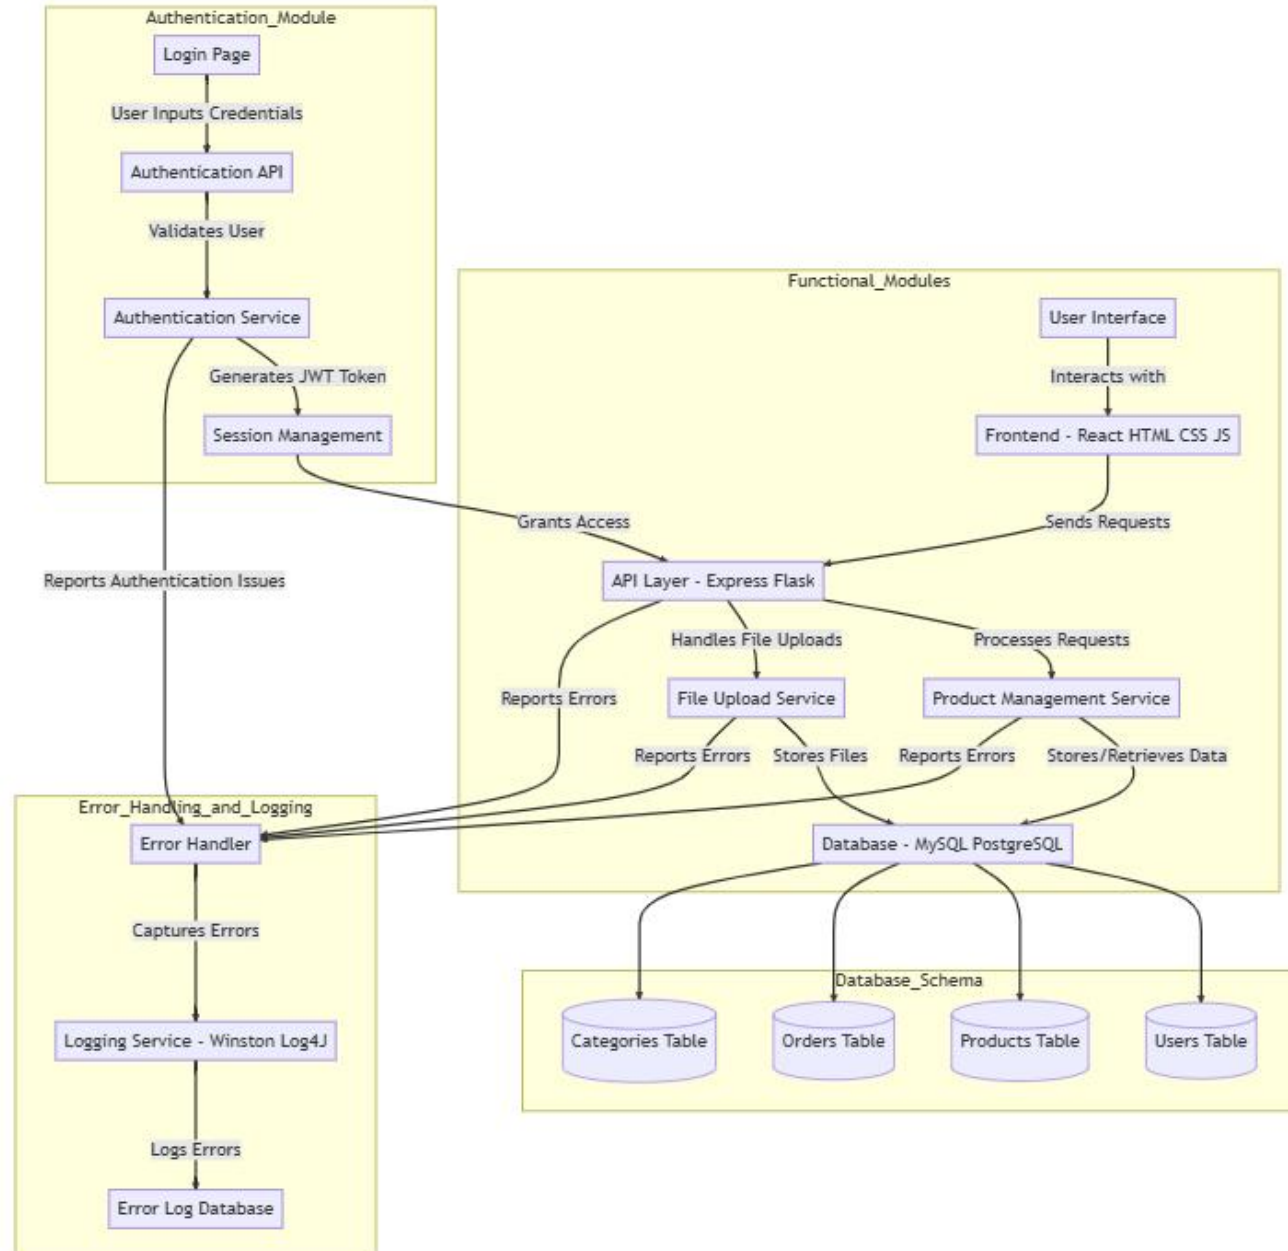 Authentication_Module
Login Page
User Inputs Credentials
Authentication API
Validates User
Authentication Service
Generates JWT Token
Session Management
Reports Authentication Issues
Functional_Modules
User Interface
Interacts with
Frontend - React HTML CSS JS
Grants Access
Sends Requests
API Layer - Express Flask
Handles File Uploads
Processes Requests
Reports Errors
File Upload Service
Product Management Service
Reports Errors
Stores Files
Reports Errors
Stores/Retrieves Data
Database - MySQL PostgreSQL
Error_Handling_and_Logging
Error Handler
Captures Errors
Logging Service - Winston Log4J
Logs Errors
Error Log Database
Database_Schema
Categories Table
Orders Table
Products Table
Users Table